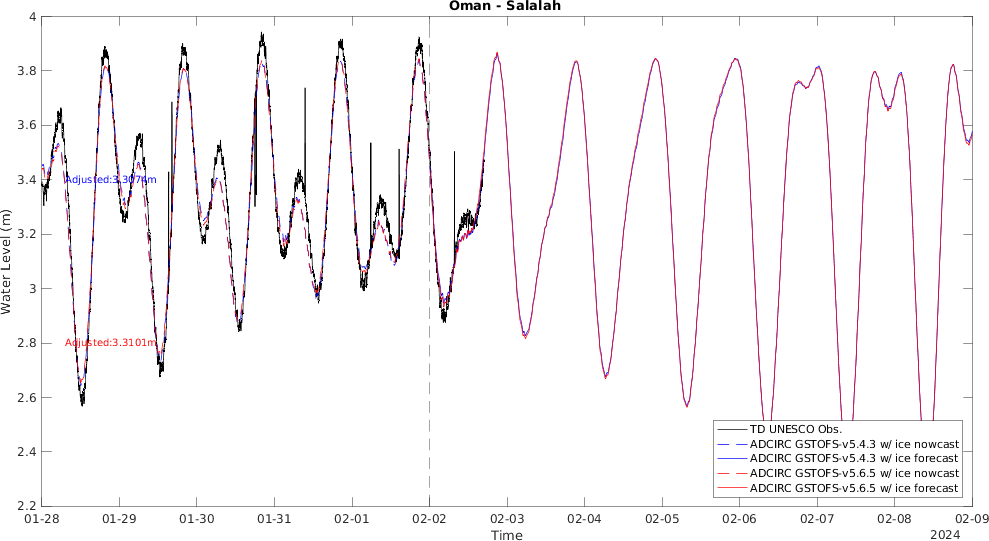 Oman - Salalah
4
3.8
3.6
3.4
3.2
3
2.8
2.6
2.4
2.2
Water Level (m)
Adjusted:3.3074m
Adjusted:3.3101m
TD UNESCO Obs.
ADCIRC GSTOFS-v5.4.3 w/ ice nowcast
ADCIRC GSTOFS-v5.4.3 w/ ice forecast
ADCIRC GSTOFS-v5.6.5 w/ ice nowcast
ADCIRC GSTOFS-v5.6.5 w/ ice forecast
01-28 01-29 01-30 01-31 02-01 02-02 02-03 02-04 02-05 02-06 02-07 02-08 02-09
Time
2024